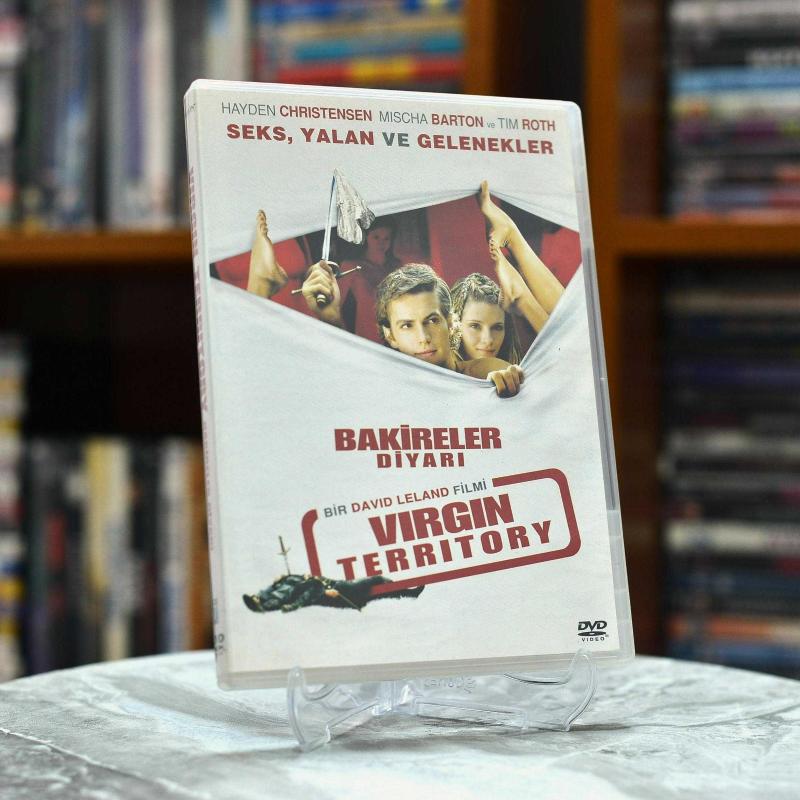 HAYDEN CHRISTENSEN MISCHA BARTON ve TIM ROTH
SEKS, YALAN VE GELENEKLER
BAKİRELER
DİYARI
BİR DAVID LELAND FİLMİ
VIRGIN
TERRITORY
DVD
VIDEO